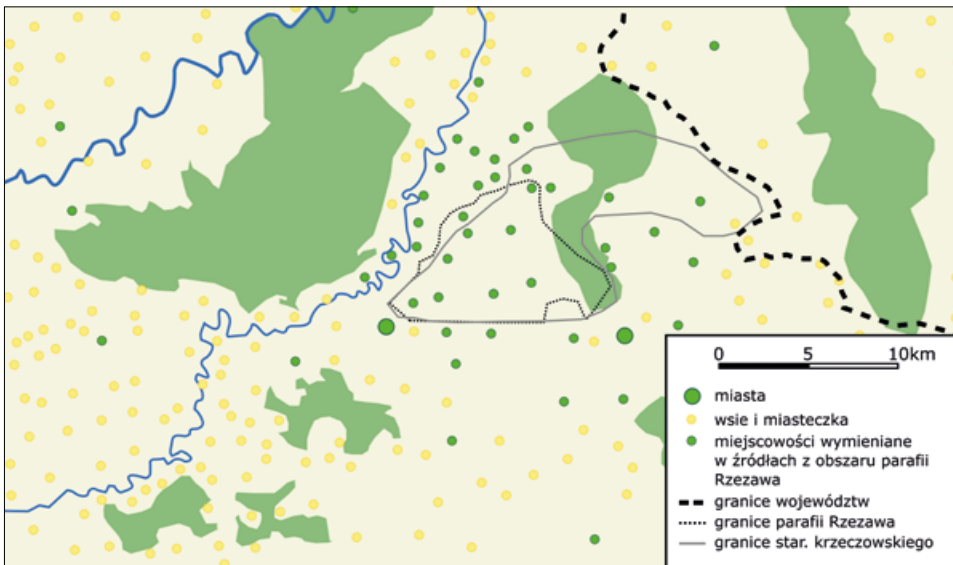 0 5 10km
miasta
wsie i miasteczka
miejscowości wymieniane
w źródłach z obszaru parafii
Rzezawa
granice województw
granice parafii Rzezawa
granice star. krzeczowskiego